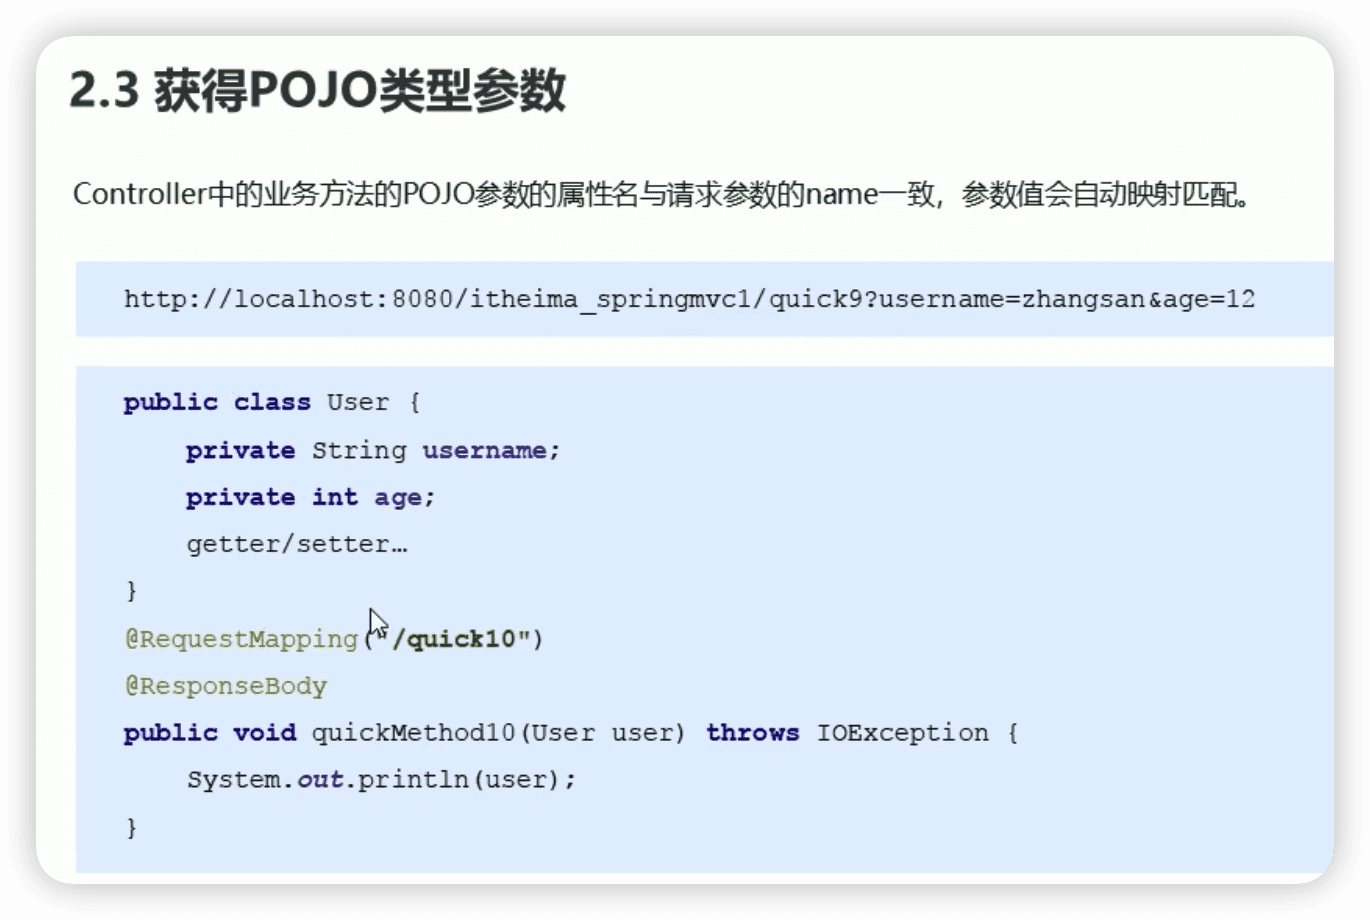 2.3 获得POJO类型参数
Controller中的业务方法的POJO参数的属性名与请求参数的name一致，参数值会自动映射匹配。
http://localhost:8080/itheima_springmvc1/quick9?username=zhangsan&age=12
public class User {
    private String username;
    private int age;
    getter/setter…
}
@RequestMapping("/quick10")
@ResponseBody
public void quickMethod10(User user) throws IOException {
    System.out.println(user);
}